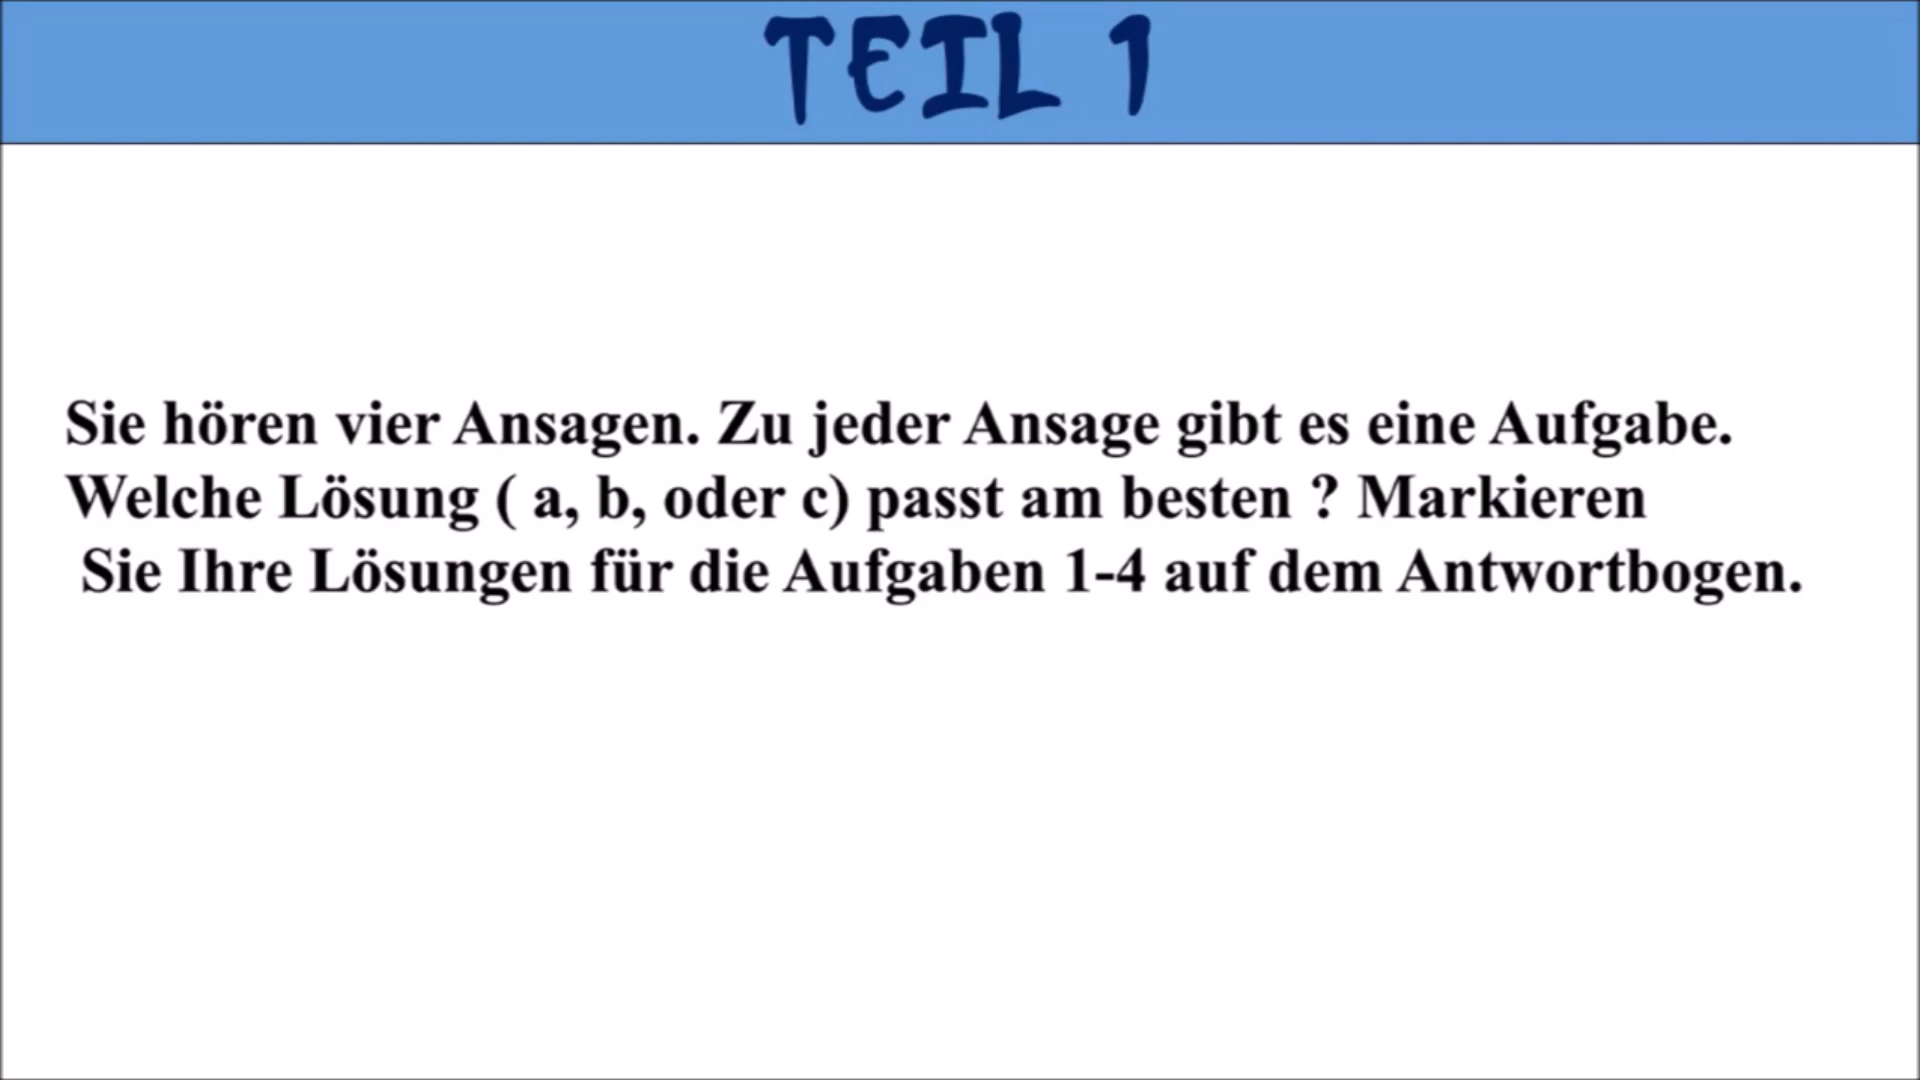 TEIL 1
Sie hören vier Ansagen. Zu jeder Ansage gibt es eine Aufgabe.
Welche Lösung ( a, b, oder c) passt am besten ? Markieren
Sie Ihre Lösungen für die Aufgaben 1-4 auf dem Antwortbogen.